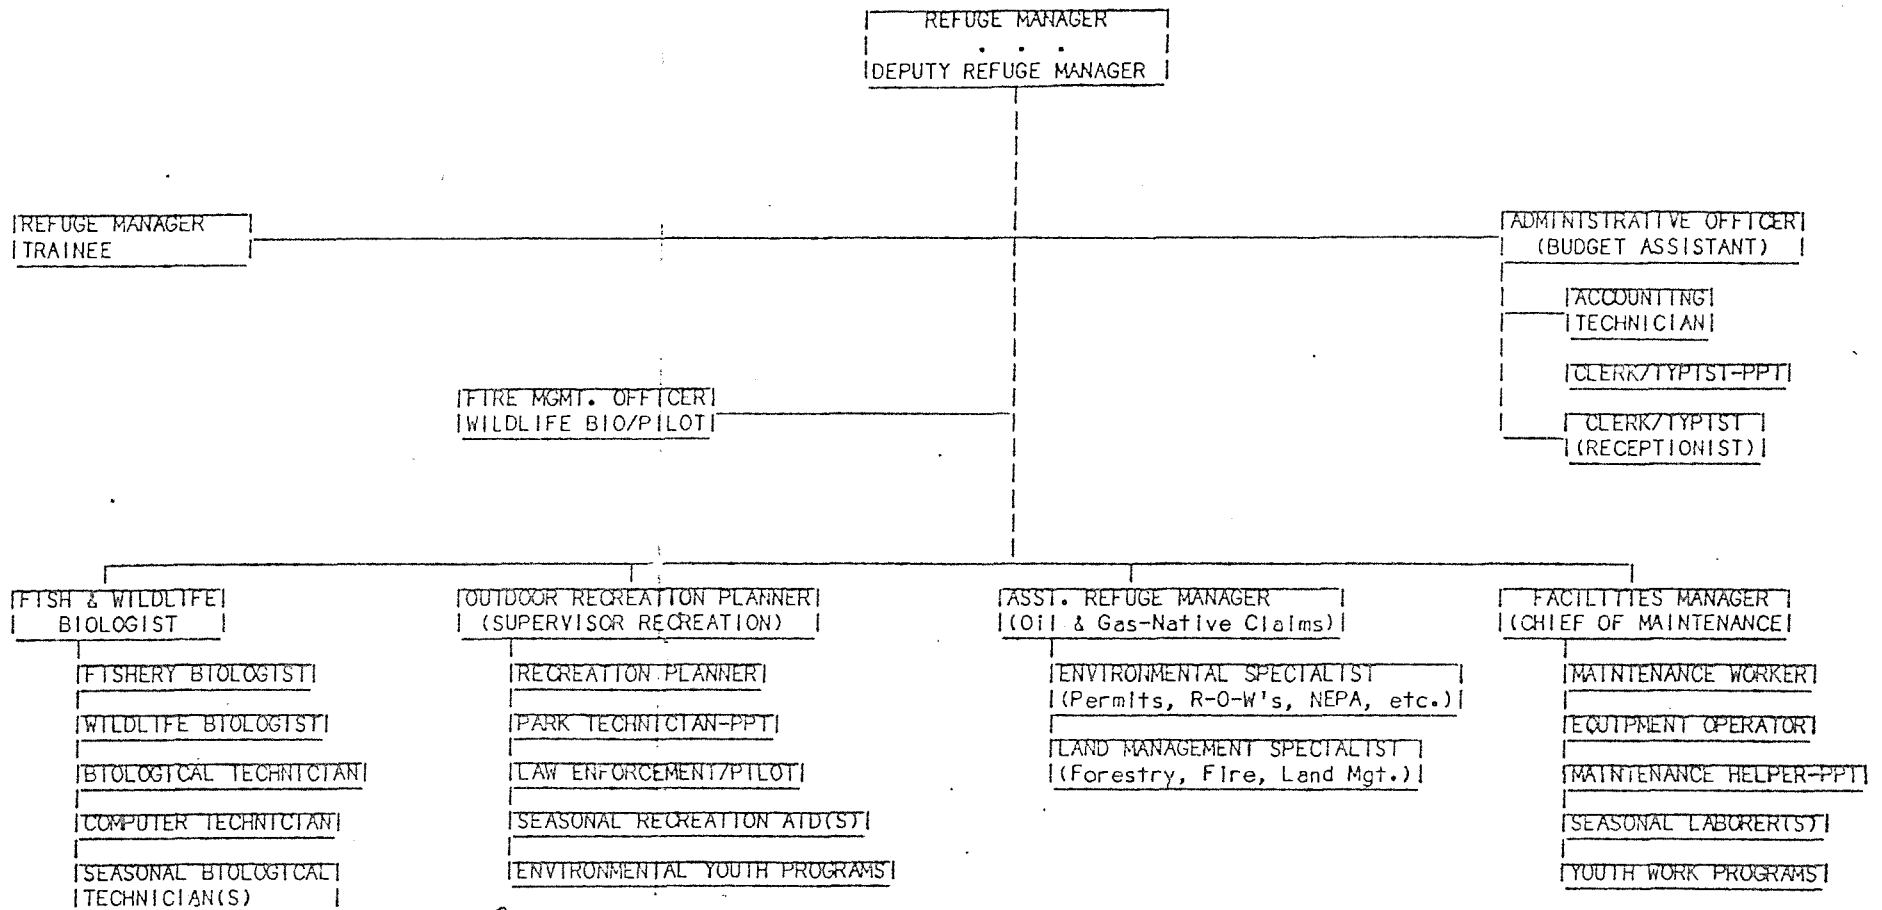 REFUGE MANAGER
. . .
DEPUTY REFUGE MANAGER
REFUGE MANAGER
TRAINEE
ADMINISTRATIVE OFFICER
(BUDGET ASSISTANT)
ACCOUNTING
TECHNICIAN
CLERK/TYPIST-PPT
CLERK/TYPIST
(RECEPTIONIST)
FIRE MGMT. OFFICER
WILDLIFE BIO/PILOT
FISH & WILDLIFE
BIOLOGIST
FISHERY BIOLOGIST
WILDLIFE BIOLOGIST
BIOLOGICAL TECHNICIAN
COMPUTER TECHNICIAN
SEASONAL BIOLOGICAL
TECHNICIAN(S)
OUTDOOR RECREATION PLANNER
(SUPERVISOR RECREATION)
RECREATION PLANNER
PARK TECHNICIAN-PPT
LAW ENFORCEMENT/PILOT
SEASONAL RECREATION AID(S)
ENVIRONMENTAL YOUTH PROGRAMS
ASST. REFUGE MANAGER
(Oil & Gas-Native Claims)
ENVIRONMENTAL SPECIALIST
(Permits, R-O-W's, NEPA, etc.)
LAND MANAGEMENT SPECIALIST
(Forestry, Fire, Land Mgt.)
FACILITIES MANAGER
(CHIEF OF MAINTENANCE
MAINTENANCE WORKER
EQUIPMENT OPERATOR
MAINTENANCE HELPER-PPT
SEASONAL LABORER(S)
YOUTH WORK PROGRAMS